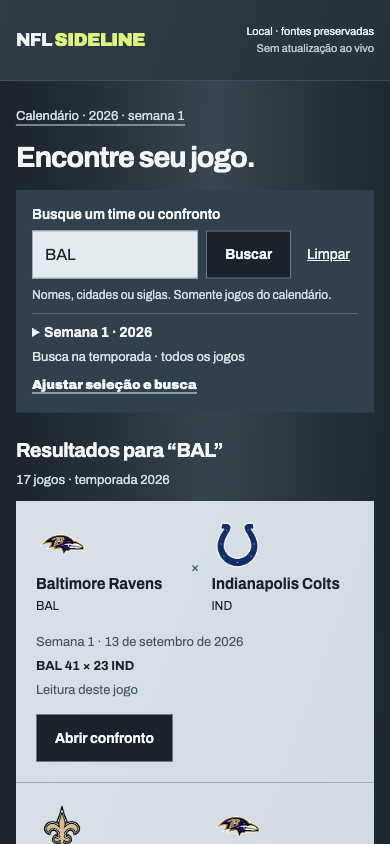 NFL SIDELINE
Local · fontes preservadas
Sem atualização ao vivo
Calendário · 2026 · semana 1
Encontre seu jogo.
Busque um time ou confronto
BAL
Buscar
Limpar
Nomes, cidades ou siglas. Somente jogos do calendário.
▶ Semana 1 · 2026
Busca na temporada · todos os jogos
Ajustar seleção e busca
Resultados para “BAL”
17 jogos · temporada 2026
Baltimore Ravens
BAL
×
Indianapolis Colts
IND
Semana 1 · 13 de setembro de 2026
BAL 41 × 23 IND
Leitura deste jogo
Abrir confronto